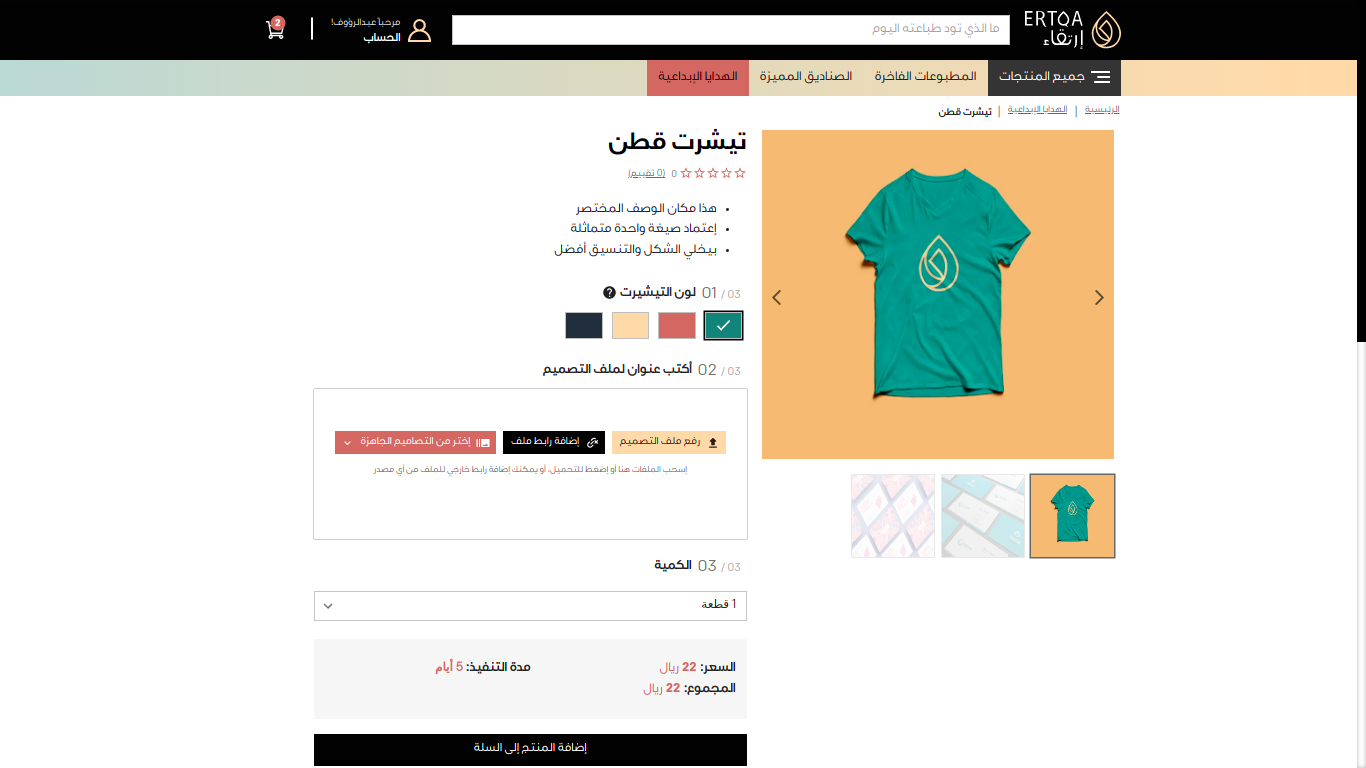 ERTQA
إرتقاء
ما الذي تود طباعته اليوم
مرحباً عبدالرؤوف!
الحساب
2
جميع المنتجات
المطبوعات الفاخرة
الصناديق المميزة
الهدايا الإبداعية
الرئيسية | الهدايا الإبداعية | تيشرت قطن
تيشرت قطن
0 (0 تقييم)
• هذا مكان الوصف المختصر
• إعتماد صيغة واحدة متماثلة
• بيخلي الشكل والتنسيق أفضل
01 / 03 لون التيشيرت
02 / 03 أكتب عنوان لملف التصميم
رفع ملف التصميم
إضافة رابط ملف
إختر من التصاميم الجاهزة
إسحب الملفات هنا أو إضغط للتحميل، أو يمكنك إضافة رابط خارجي للملف من أي مصدر
03 / 03 الكمية
1 قطعة
السعر: 22 ريال
مدة التنفيذ: 5 أيام
المجموع: 22 ريال
إضافة المنتج إلى السلة